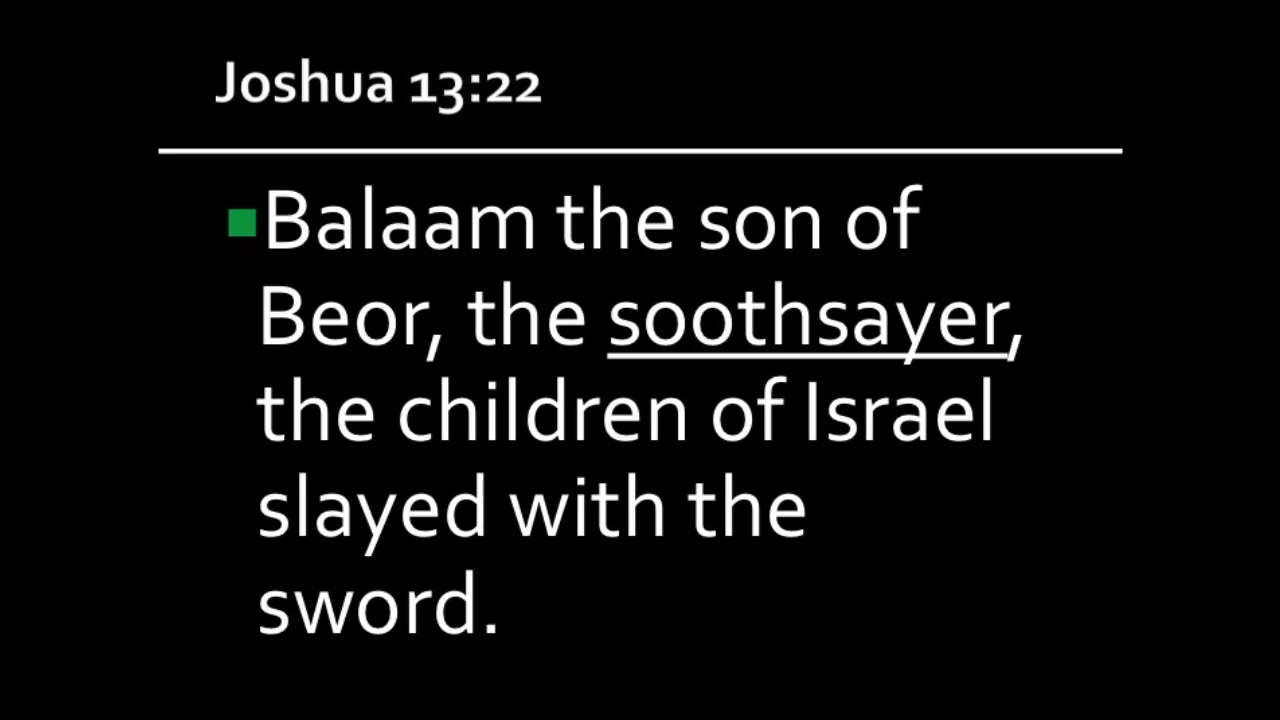 Joshua 13:22
▪Balaam the son of
Beor, the soothsayer,
the children of Israel
slayed with the
sword.